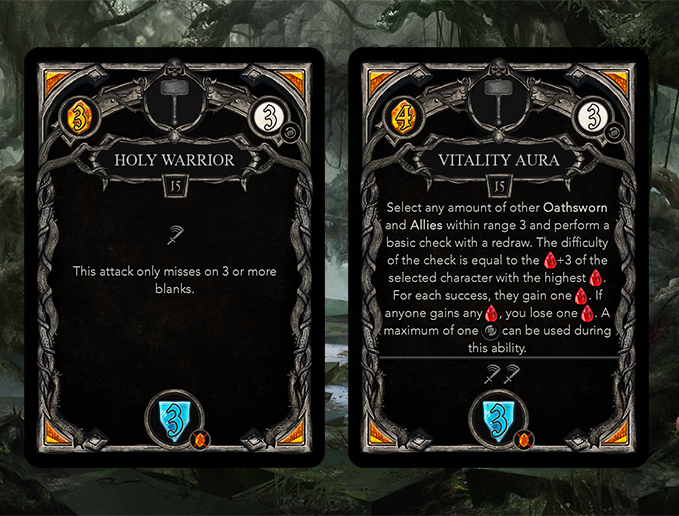 3
3
HOLY WARRIOR
15
This attack only misses on 3 or more
blanks.
3
4
3
VITALITY AURA
15
Select any amount of other Oathsworn
and Allies within range 3 and perform a
basic check with a redraw. The difficulty
of the check is equal to the +3 of the
selected character with the highest .
For each success, they gain one . If
anyone gains any , you lose one . A
maximum of one can be used during
this ability.
3